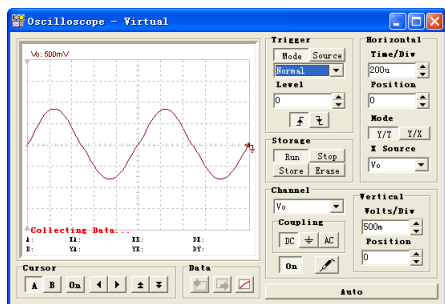 Oscilloscope - Virtual
Vo: 500mV
Collecting Data...
A: XA: XB: DX:
B: YA: YB: DY:
Cursor
A B On
Data
Trigger
Mode Source
Normal
Level
0
Storage
Run Stop
Store Erase
Channel
Vo
Coupling
DC AC
On
Horizontal
Time/Div
200u
Position
0
Mode
Y/T Y/X
X Source
Vo
Vertical
Volts/Div
500m
Position
0
Auto